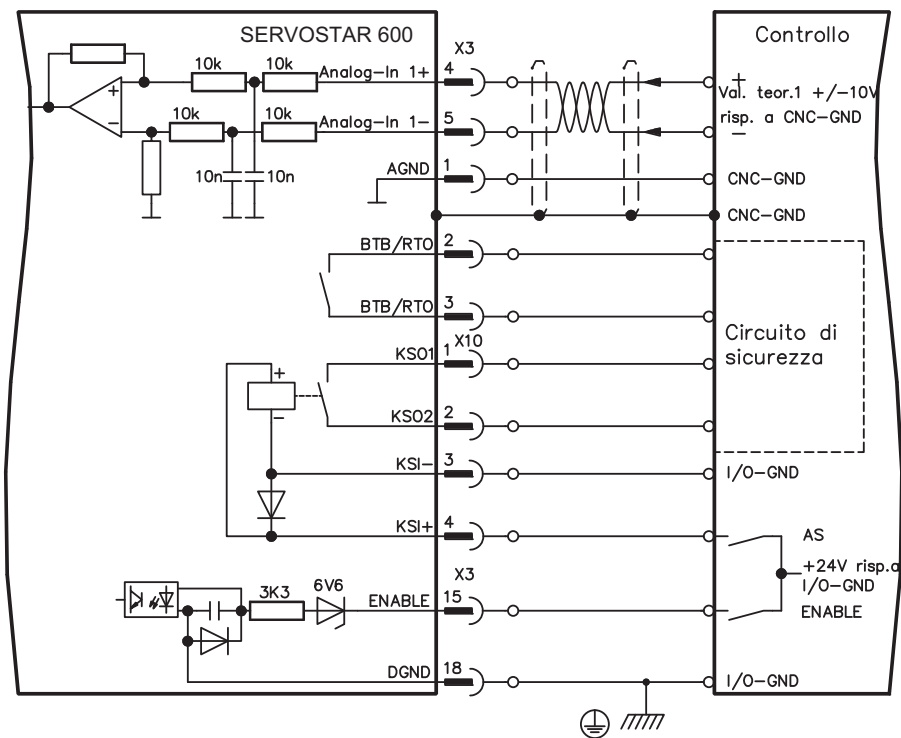 SERVOSTAR 600
X3
Controllo
10k
10k
Analog-In 1+
4
+
Val. teor.1 +/-10V
risp. a CNC-GND
+
-
10k
10k
Analog-In 1-
5
-
10n
10n
AGND
1
CNC-GND
CNC-GND
BTB/RTO
2
BTB/RTO
3
Circuito di
sicurezza
X10
KSO1
1
+
-
KSO2
2
KSI-
3
I/O-GND
KSI+
4
AS
+24V risp.a
I/O-GND
X3
3K3
6V6
ENABLE
15
ENABLE
DGND
18
I/O-GND